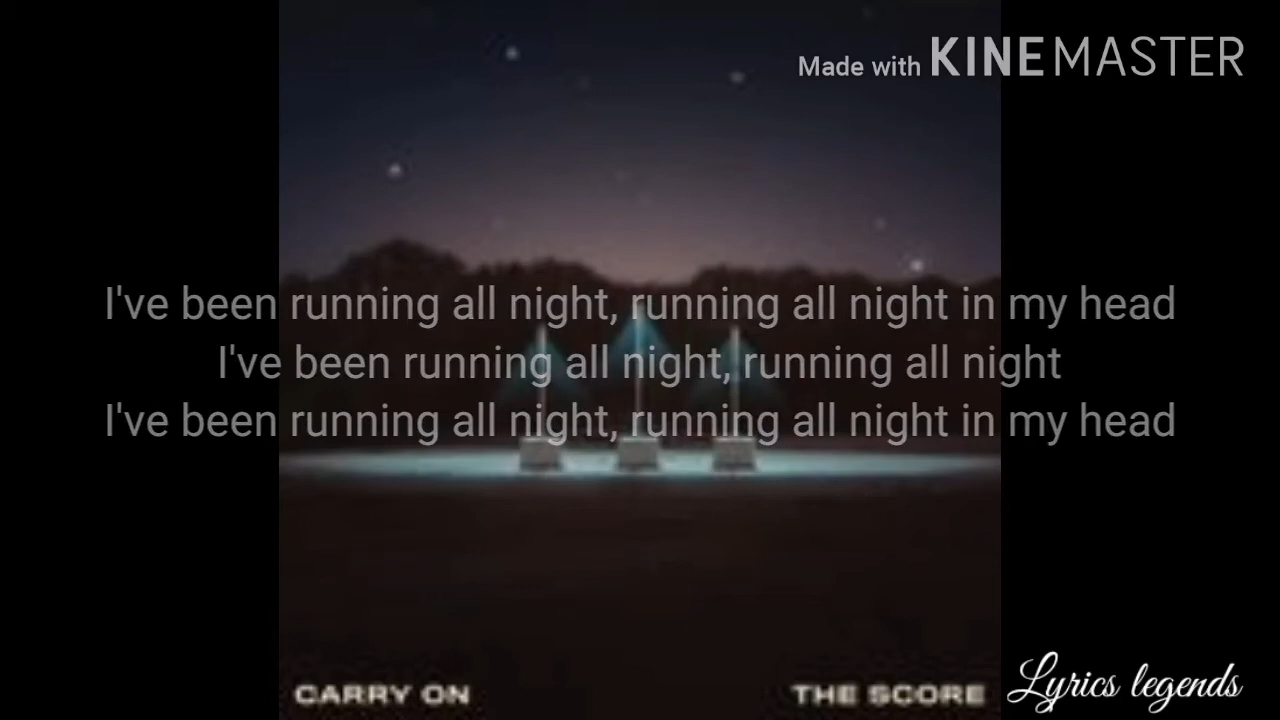 Made with KINEMASTER
I've been running all night, running all night in my head
I've been running all night, running all night
I've been running all night, running all night in my head
CARRY ON
THE SCORE
Lyrics legends